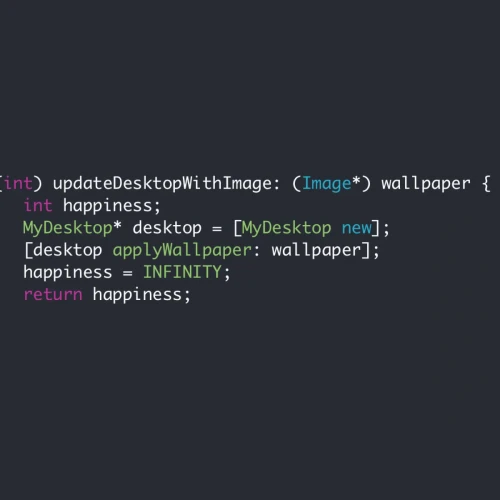 (int) updateDesktopWithImage: (Image*) wallpaper {
int happiness;
MyDesktop* desktop = [MyDesktop new];
[desktop applyWallpaper: wallpaper];
happiness = INFINITY;
return happiness;